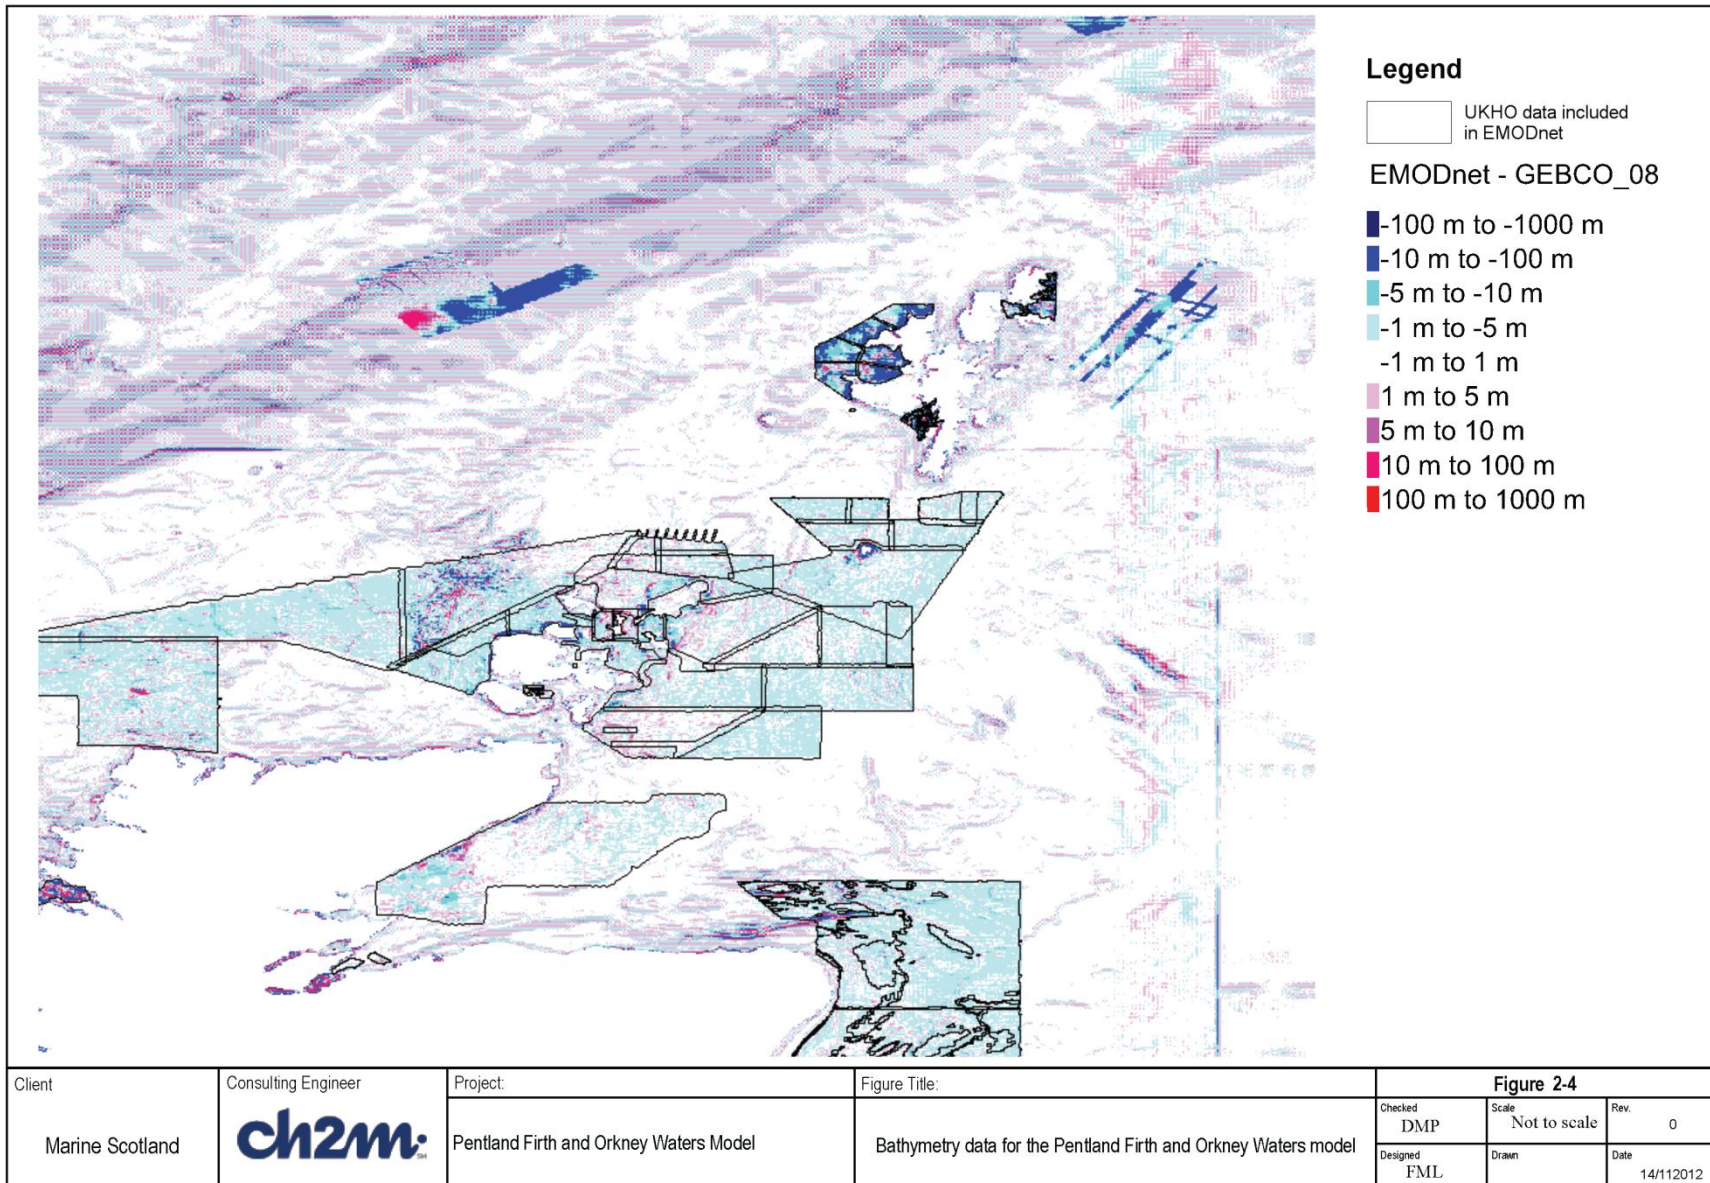 Legend
UKHO data included
in EMODnet
EMODnet - GEBCO_08
-100 m to -1000 m
-10 m to -100 m
-5 m to -10 m
-1 m to -5 m
-1 m to 1 m
1 m to 5 m
5 m to 10 m
10 m to 100 m
100 m to 1000 m
Client
Marine Scotland
Consulting Engineer
ch2m:
SM
Project:
Pentland Firth and Orkney Waters Model
Figure Title:
Bathymetry data for the Pentland Firth and Orkney Waters model
Figure 2-4
Checked
DMP
Scale
Not to scale
Rev.
0
Designed
FML
Drawn
Date
14/112012